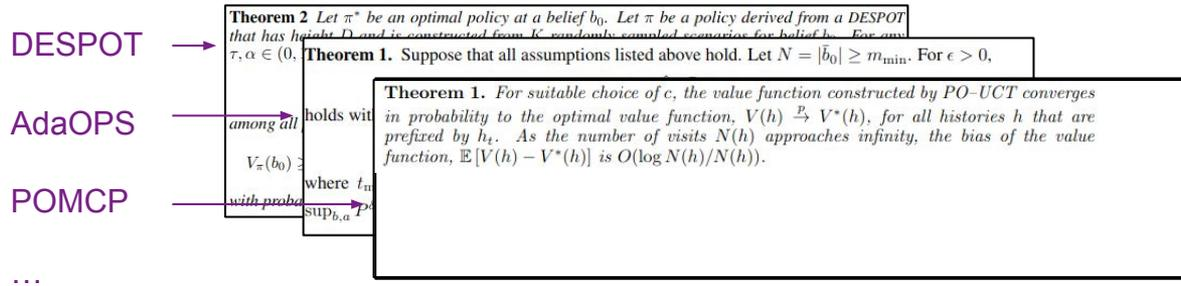 DESPOT
AdaOPS
POMCP
...
Theorem 2 Let π* be an optimal policy at a belief b₀. Let π be a policy derived from a DESPOT
that has height D and is constructed from K randomly sampled scenarios for belief b₀. For any
τ, α ∈ (0,
among all
Vπ(b₀) ≥
with proba
Theorem 1. Suppose that all assumptions listed above hold. Let N = |b̄₀| ≥ m_min. For ϵ > 0,
holds wit
where t_m
sup_b,a P
Theorem 1. For suitable choice of c, the value function constructed by PO–UCT converges
in probability to the optimal value function, V(h) →ᵖ V*(h), for all histories h that are
prefixed by hₜ. As the number of visits N(h) approaches infinity, the bias of the value
function, 𝔼 [V(h) − V*(h)] is O(log N(h)/N(h)).